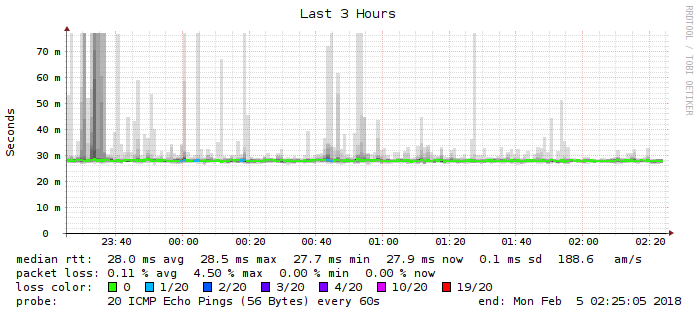 Last 3 Hours
RRDTOOL / TOBI OETIKER
Seconds
70 m
60 m
50 m
40 m
30 m
20 m
10 m
0
23:40 00:00 00:20 00:40 01:00 01:20 01:40 02:00 02:20
median rtt: 28.0 ms avg 28.5 ms max 27.7 ms min 27.9 ms now 0.1 ms sd 188.6 am/s
packet loss: 0.11 % avg 4.50 % max 0.00 % min 0.00 % now
loss color: 0 1/20 2/20 3/20 4/20 10/20 19/20
probe: 20 ICMP Echo Pings (56 Bytes) every 60s end: Mon Feb 5 02:25:05 2018